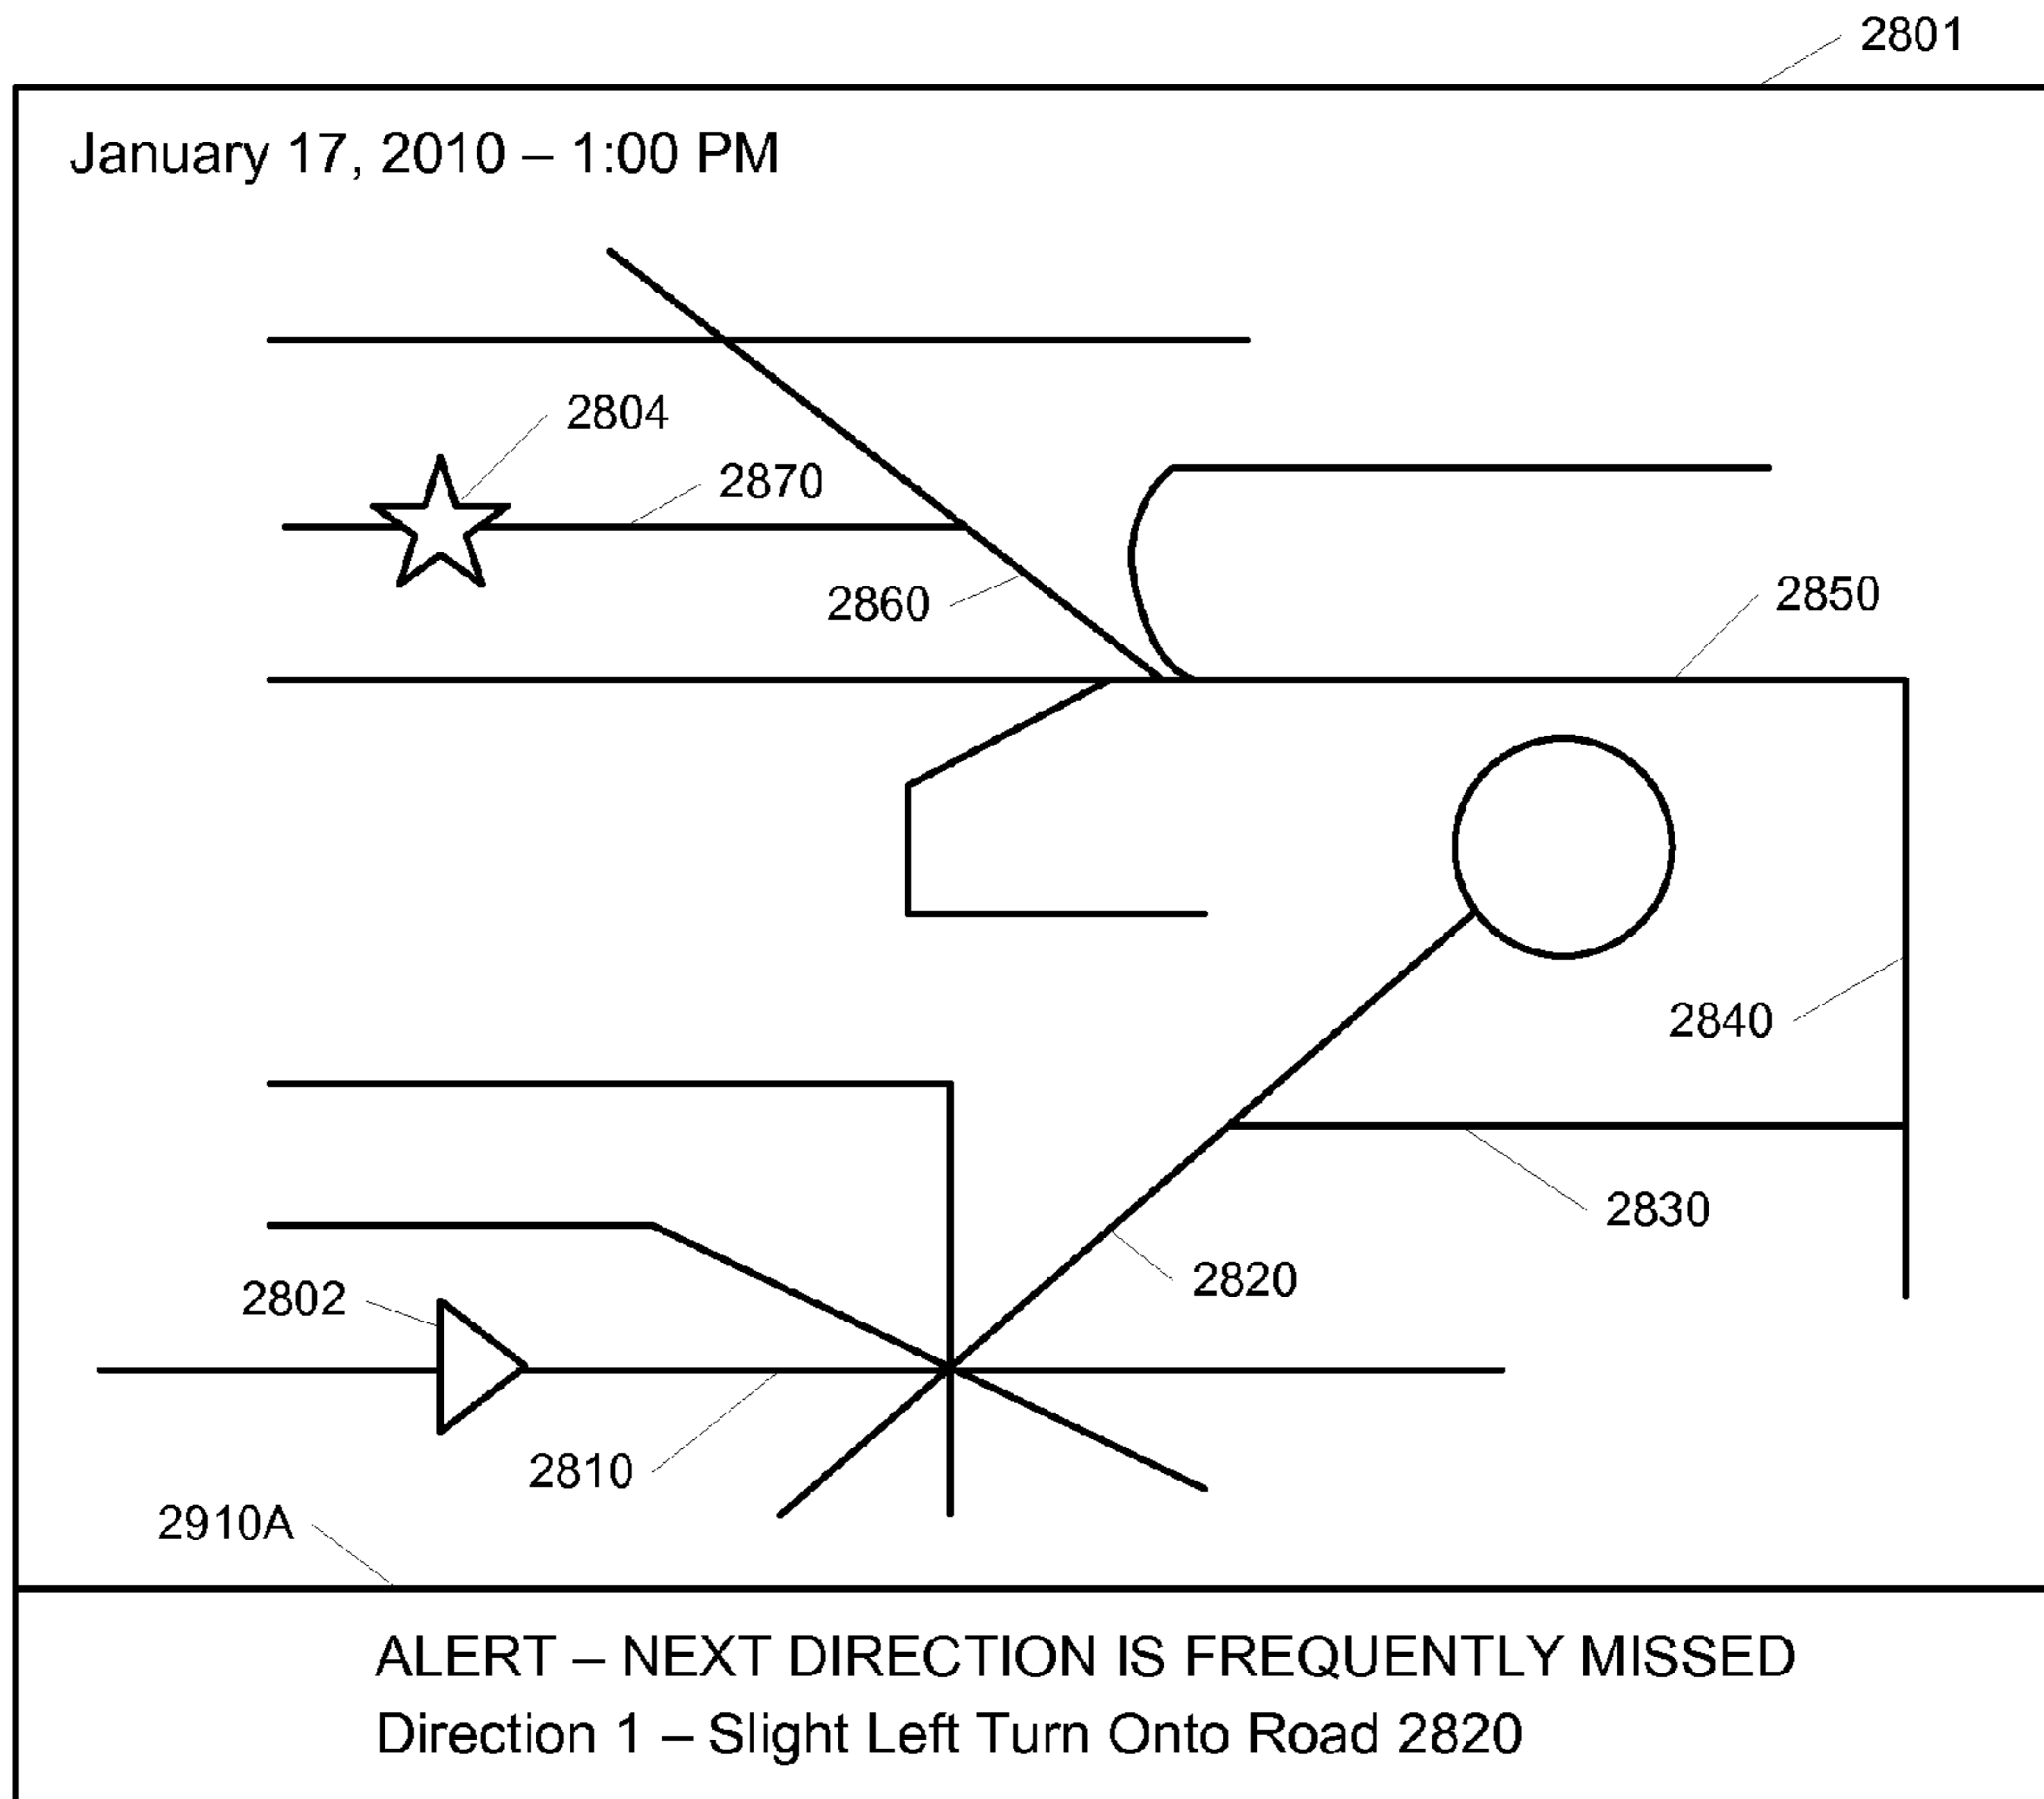 2801
January 17, 2010 – 1:00 PM
2804
2870
2860
2850
2840
2830
2820
2802
2810
2910A
ALERT – NEXT DIRECTION IS FREQUENTLY MISSED
Direction 1 – Slight Left Turn Onto Road 2820